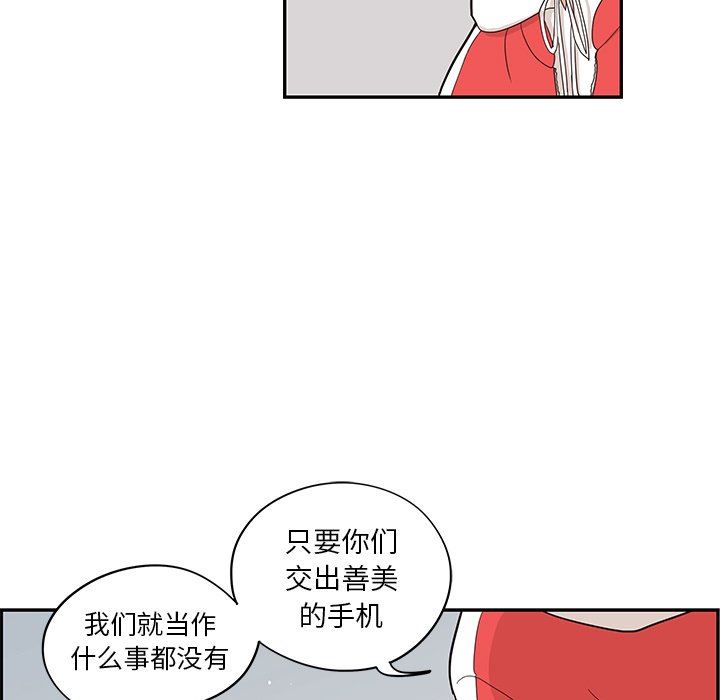 只要你们
交出善美
的手机
我们就当作
什么事都没有